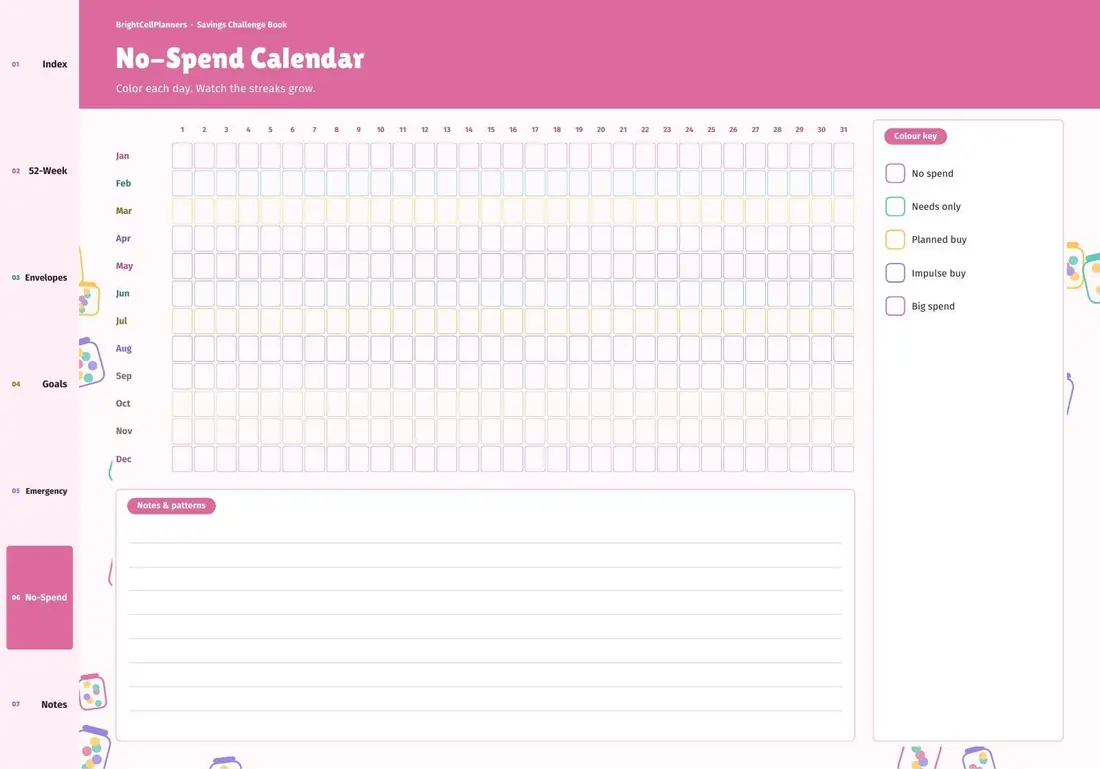 BrightCellPlanners · Savings Challenge Book
No-Spend Calendar
Color each day. Watch the streaks grow.
01 Index
02 52-Week
03 Envelopes
04 Goals
05 Emergency
06 No-Spend
07 Notes
1 2 3 4 5 6 7 8 9 10 11 12 13 14 15 16 17 18 19 20 21 22 23 24 25 26 27 28 29 30 31
Jan
Feb
Mar
Apr
May
Jun
Jul
Aug
Sep
Oct
Nov
Dec
Colour key
No spend
Needs only
Planned buy
Impulse buy
Big spend
Notes & patterns